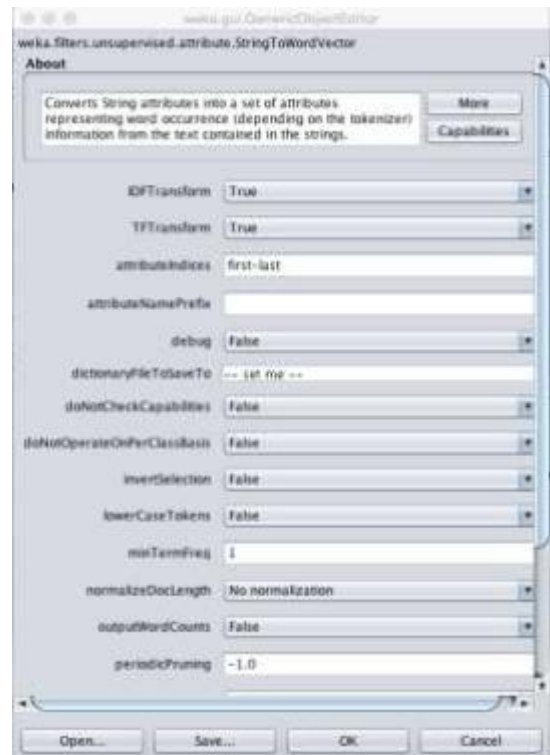 weka.gui.GenericObjectEditor
weka.filters.unsupervised.attribute.StringToWordVector
About
Converts String attributes into a set of attributes
representing word occurrence (depending on the tokenizer)
information from the text contained in the strings.
More
Capabilities
IDFTransform True
TFTransform True
attributeIndices first-last
attributeNamePrefix
debug False
dictionaryFileToSaveTo -- set me --
doNotCheckCapabilities False
doNotOperateOnPerClassBasis False
invertSelection False
lowerCaseTokens False
minTermFreq 1
normalizeDocLength No normalization
outputWordCounts False
periodicPruning -1.0
Open... Save... OK Cancel